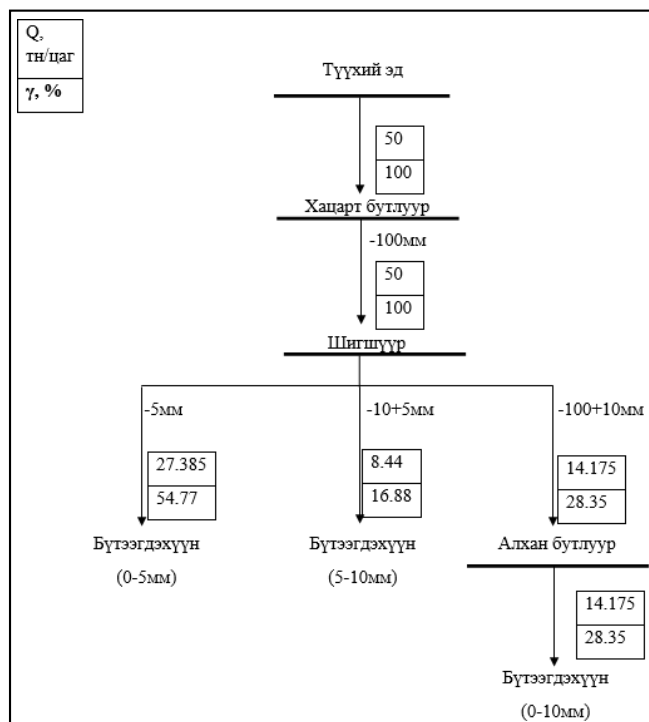 Q,
тн/цаг
γ, %
Түүхий эд
50
100
Хацарт бутлуур
-100мм
50
100
Шигшүүр
-5мм
-10+5мм
-100+10мм
27.385
54.77
8.44
16.88
14.175
28.35
Бүтээгдэхүүн
(0-5мм)
Бүтээгдэхүүн
(5-10мм)
Алхан бутлуур
14.175
28.35
Бүтээгдэхүүн
(0-10мм)